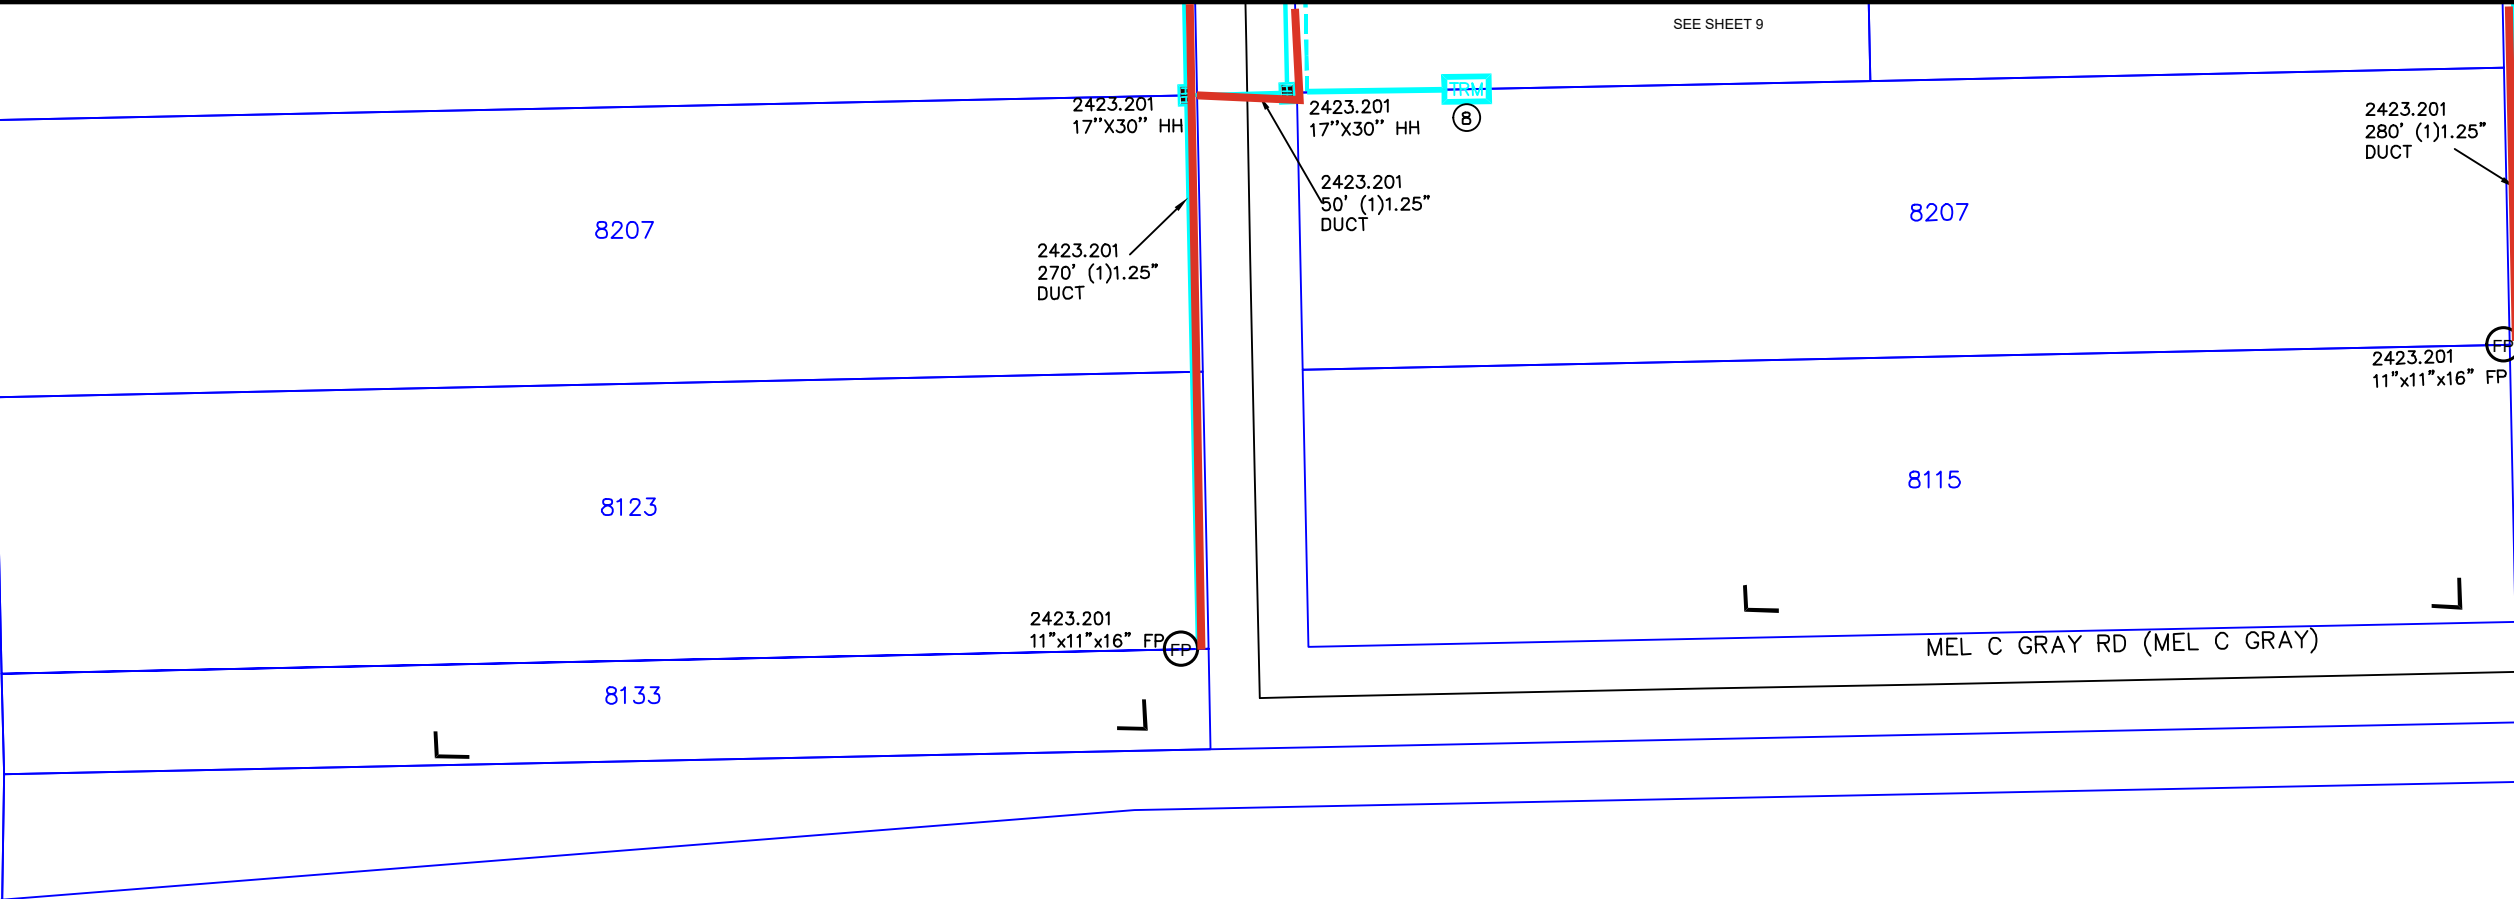 SEE SHEET 9
2423.201
17"X30" HH
TRM
8
2423.201
17"X30" HH
2423.201
280' (1)1.25"
DUCT
2423.201
50' (1)1.25"
DUCT
8207
8207
2423.201
270' (1)1.25"
DUCT
FP
2423.201
11"x11"x16" FP
8123
8115
2423.201
11"x11"x16" FP
FP
MEL C GRAY RD (MEL C GRAY)
8133